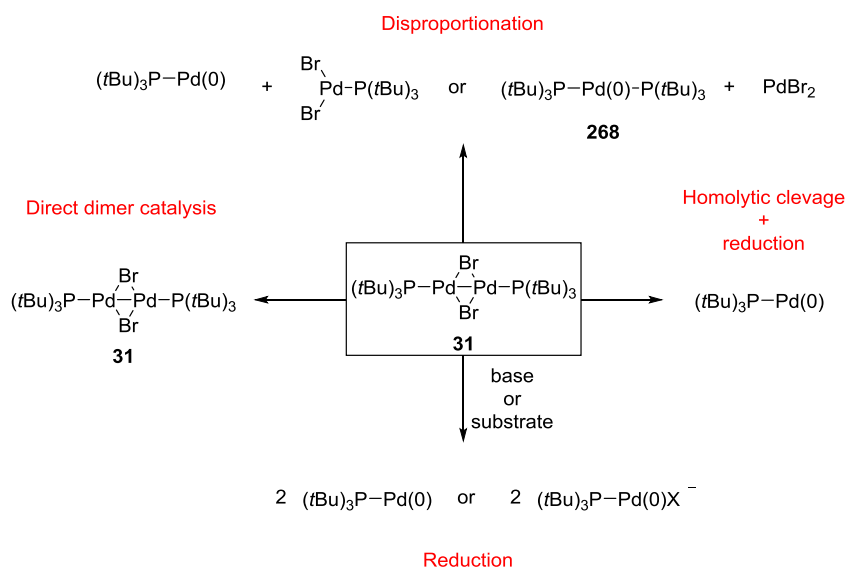 Disproportionation
(tBu)₃P–Pd(0) + Br Br Pd–P(tBu)₃ or (tBu)₃P–Pd(0)–P(tBu)₃ + PdBr₂
268
Direct dimer catalysis
Homolytic clevage
+
reduction
Br
(tBu)₃P–Pd–Pd–P(tBu)₃
Br
31
Br
(tBu)₃P–Pd–Pd–P(tBu)₃
Br
31
(tBu)₃P–Pd(0)
base
or
substrate
2 (tBu)₃P–Pd(0) or 2 (tBu)₃P–Pd(0)X⁻
Reduction